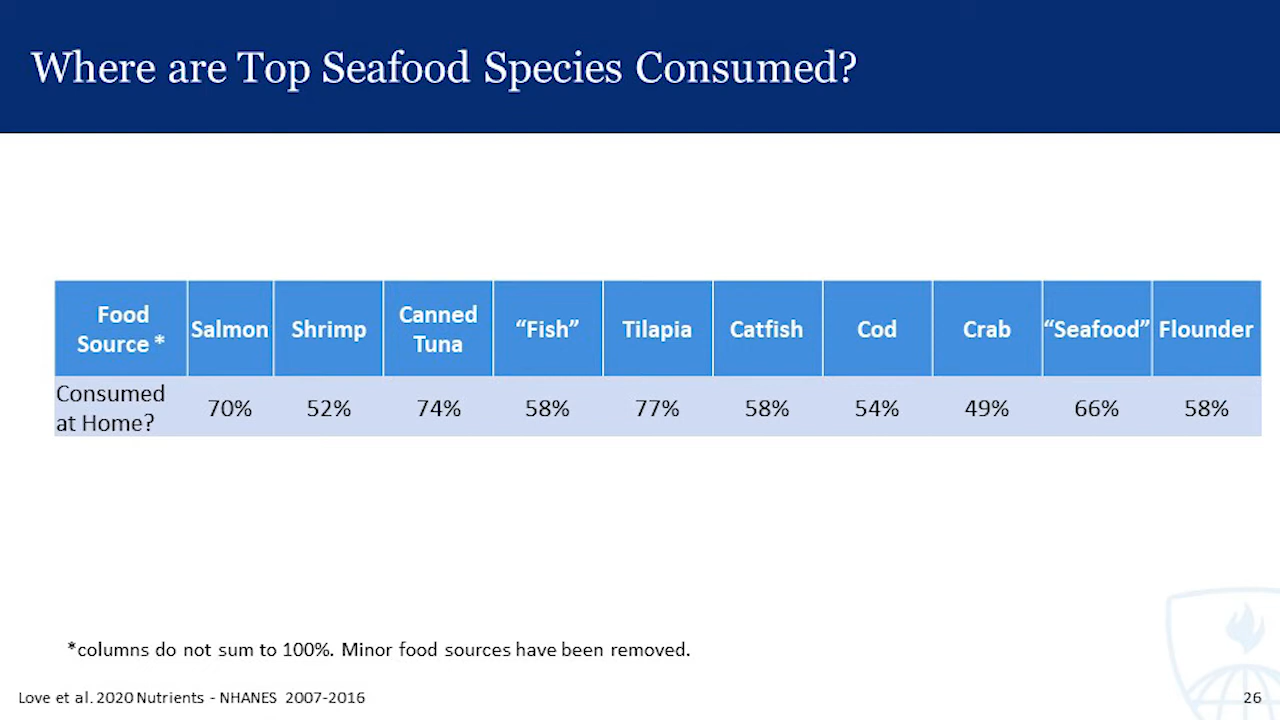 Where are Top Seafood Species Consumed?
Food Source * Salmon Shrimp Canned Tuna “Fish” Tilapia Catfish Cod Crab “Seafood” Flounder
Consumed at Home? 70% 52% 74% 58% 77% 58% 54% 49% 66% 58%
*columns do not sum to 100%. Minor food sources have been removed.
Love et al. 2020 Nutrients - NHANES 2007-2016
26